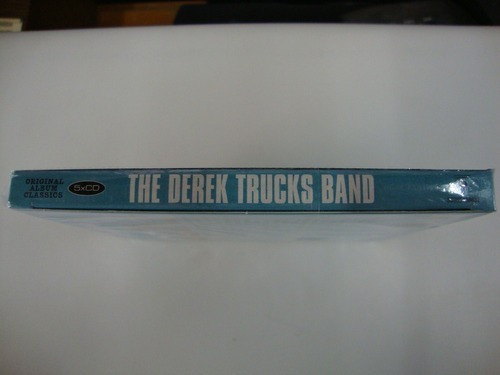 ORIGINAL
ALBUM
CLASSICS
5xCD
THE DEREK TRUCKS BAND